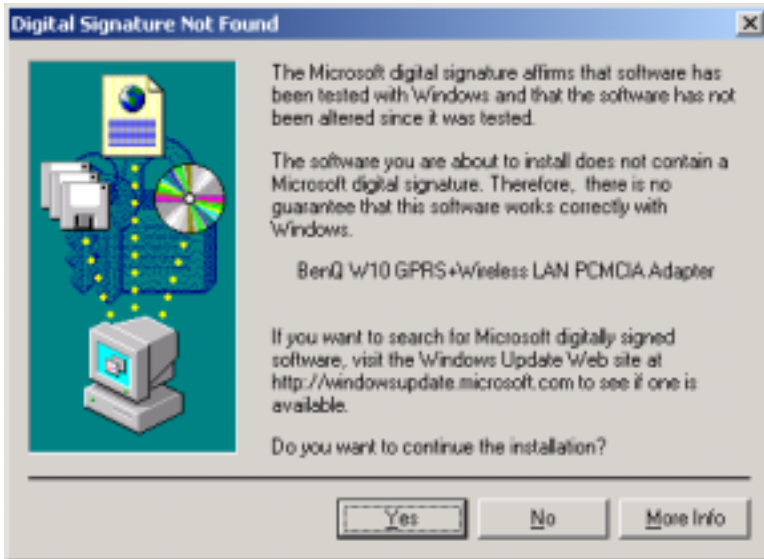 Digital Signature Not Found
The Microsoft digital signature affirms that software has
been tested with Windows and that the software has not
been altered since it was tested.
The software you are about to install does not contain a
Microsoft digital signature. Therefore, there is no
guarantee that this software works correctly with
Windows.
BenQ W10 GPRS+Wireless LAN PCMCIA Adapter
If you want to search for Microsoft digitally signed
software, visit the Windows Update Web site at
http://windowsupdate.microsoft.com to see if one is
available.
Do you want to continue the installation?
Yes No More Info